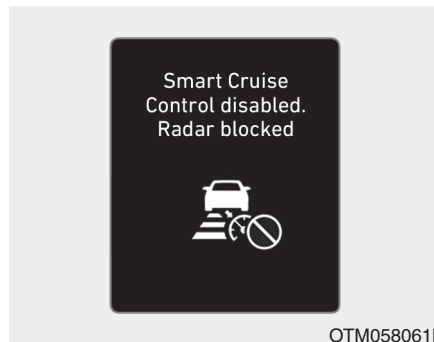 Smart Cruise
Control disabled.
Radar blocked
OTM058061